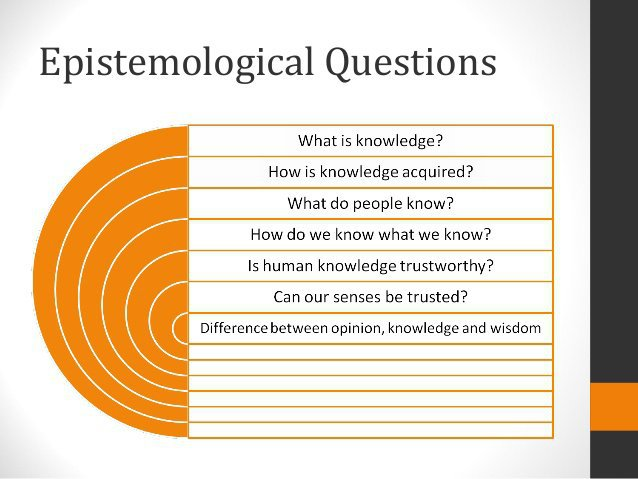 Epistemological Questions
What is knowledge?
How is knowledge acquired?
What do people know?
How do we know what we know?
Is human knowledge trustworthy?
Can our senses be trusted?
Difference between opinion, knowledge and wisdom